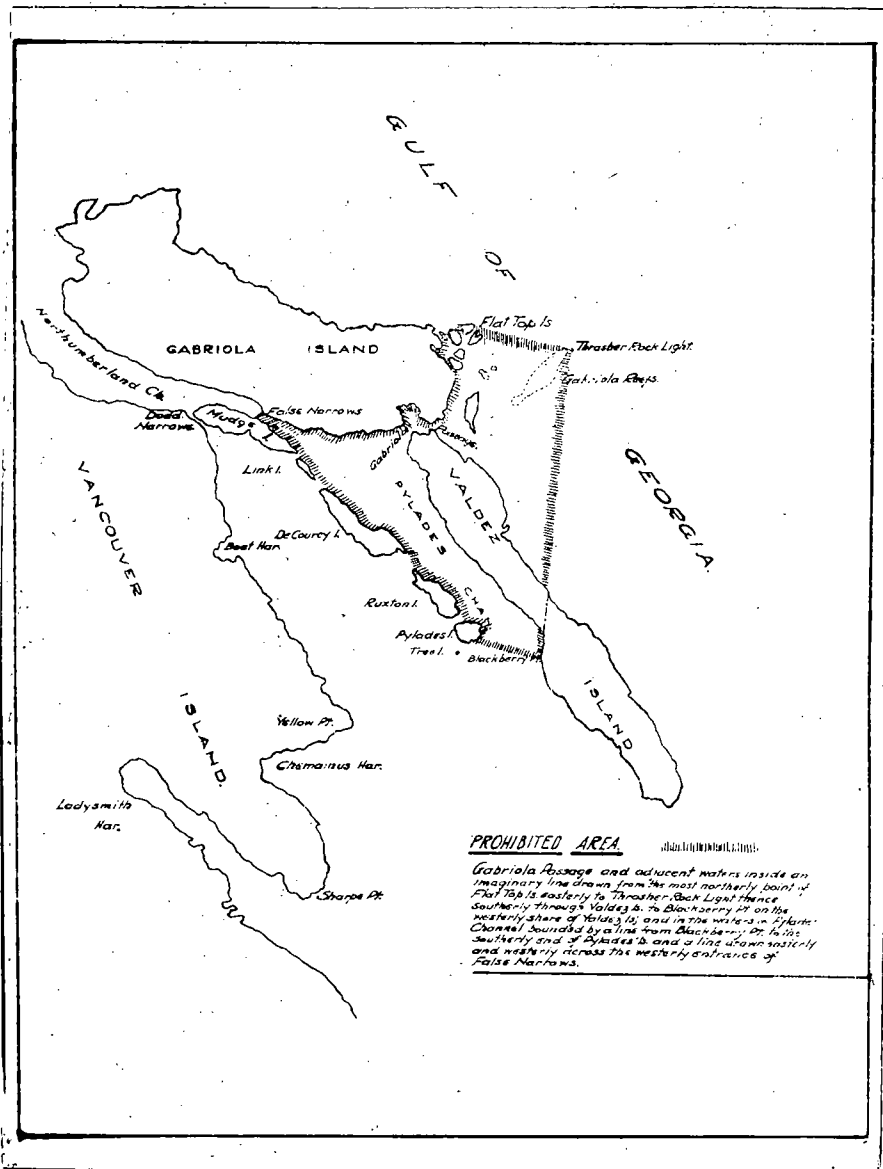 GULF
OF
GEORGIA.
Flat Top Is
Thrasher Rock Light.
Gabriola Reefs.
GABRIOLA ISLAND
Northumberland Ch.
False Narrows
Dodd Narrows
Mudge I.
Gabriola Passage
Link I.
VANCOUVER
ISLAND.
PYLADES
CHAN.
VALDEZ
ISLAND
De Courcy I.
Boat Har.
Ruxton I.
Pylades I.
Tree I.
Blackberry Pt.
Yellow Pt.
Chemainus Har.
Ladysmith
Har.
Sharpe Pt.
PROHIBITED AREA.
Gabriola Passage and adjacent waters inside an
imaginary line drawn from the most northerly point of
Flat Top Is. easterly to Thrasher Rock Light thence
southerly through Valdez Is. to Blackberry Pt on the
westerly shore of Valdez Is; and in the waters in Pylades
Channel bounded by a line from Blackberry Pt. to the
southerly end of Pylades Is. and a line drawn easterly
and westerly across the westerly entrance of
False Narrows.